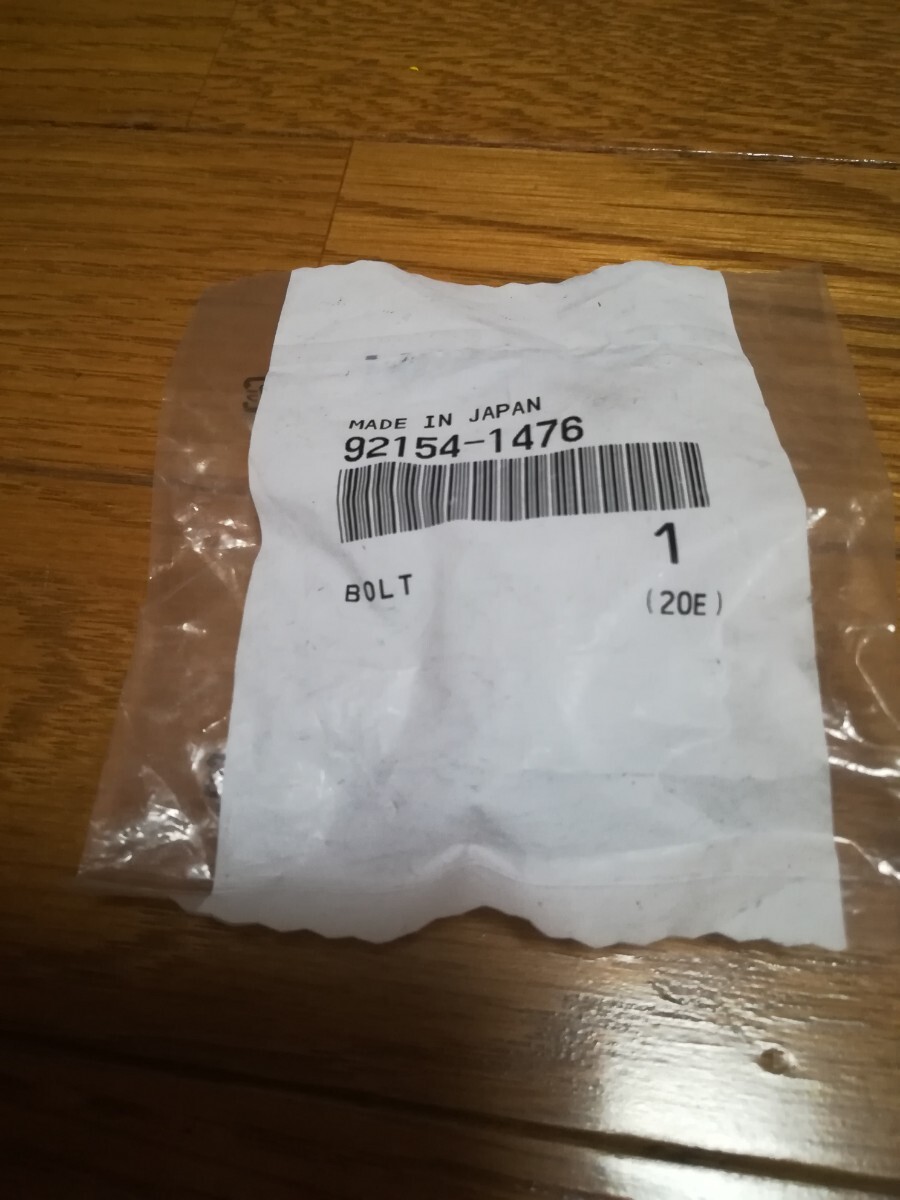 MADE IN JAPAN
92154-1476
1
BOLT
(20E)